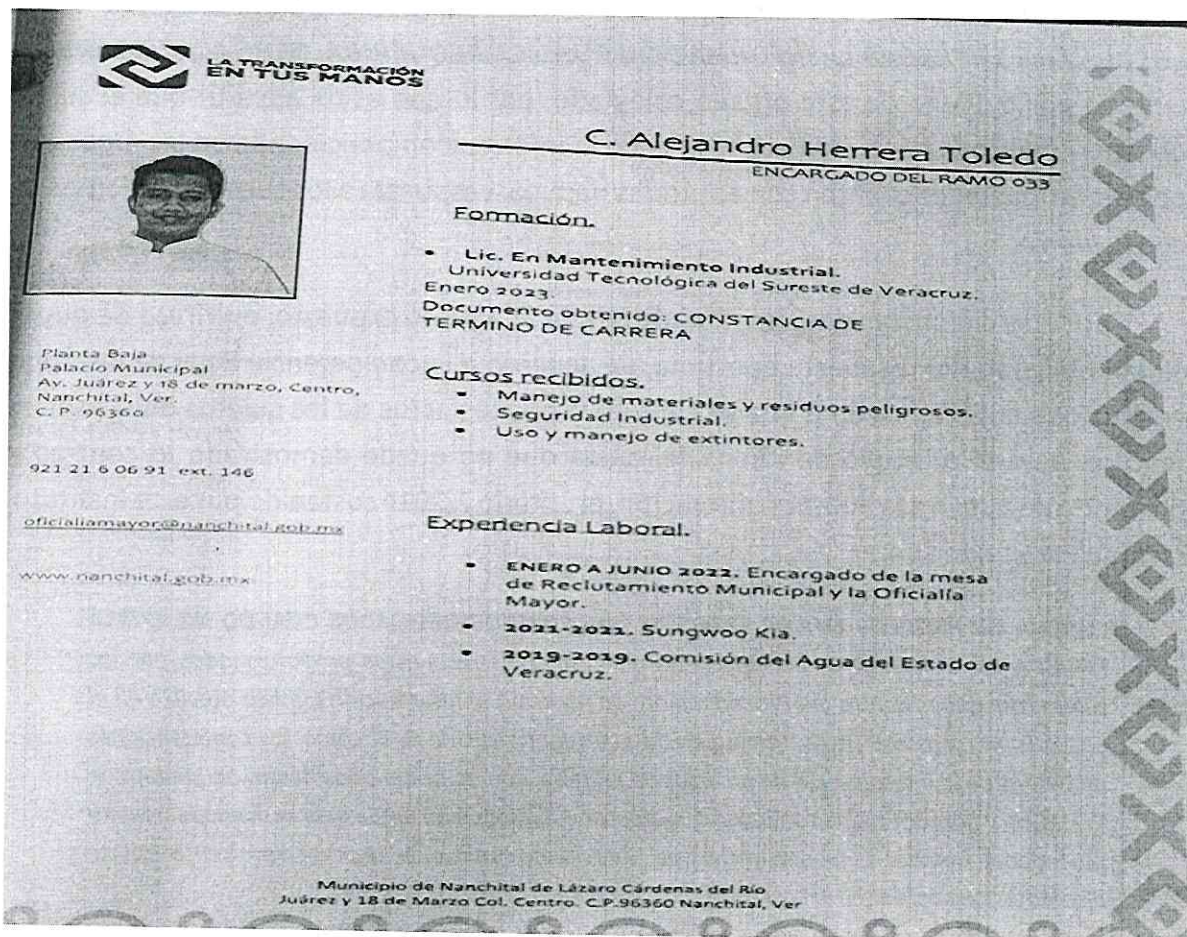 LA TRANSFORMACIÓN
EN TUS MANOS
C. Alejandro Herrera Toledo
ENCARGADO DEL RAMO 033
Formación.
• Lic. En Mantenimiento Industrial.
Universidad Tecnológica del Sureste de Veracruz.
Enero 2023.
Documento obtenido: CONSTANCIA DE
TERMINO DE CARRERA
Planta Baja
Palacio Municipal
Av. Juárez y 18 de marzo, Centro,
Nanchital, Ver.
C. P. 96360
921 21 6 06 91 ext. 146
oficialiamayor@nanchital.gob.mx
www.nanchital.gob.mx
Cursos recibidos.
• Manejo de materiales y residuos peligrosos.
• Seguridad Industrial.
• Uso y manejo de extintores.
Experiencia Laboral.
• ENERO A JUNIO 2022. Encargado de la mesa
de Reclutamiento Municipal y la Oficialía
Mayor.
• 2021-2021. Sungwoo Kia.
• 2019-2019. Comisión del Agua del Estado de
Veracruz.
Municipio de Nanchital de Lázaro Cárdenas del Río
Juárez y 18 de Marzo Col. Centro. C.P.96360 Nanchital, Ver